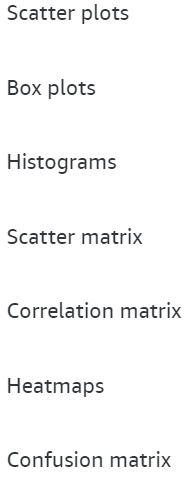 Scatter plots
Box plots
Histograms
Scatter matrix
Correlation matrix
Heatmaps
Confusion matrix